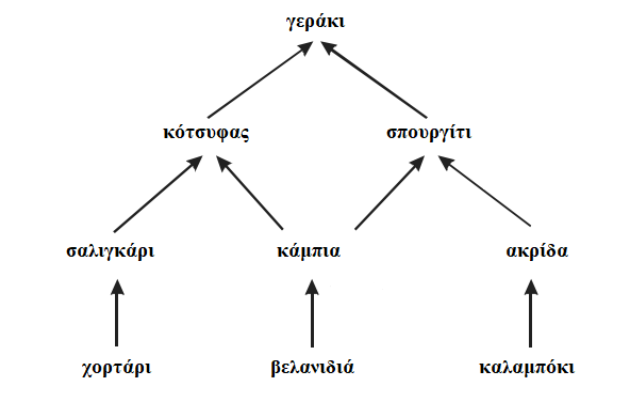 γεράκι
κότσυφας σπουργίτι
σαλιγκάρι κάμπια ακρίδα
χορτάρι βελανιδιά καλαμπόκι